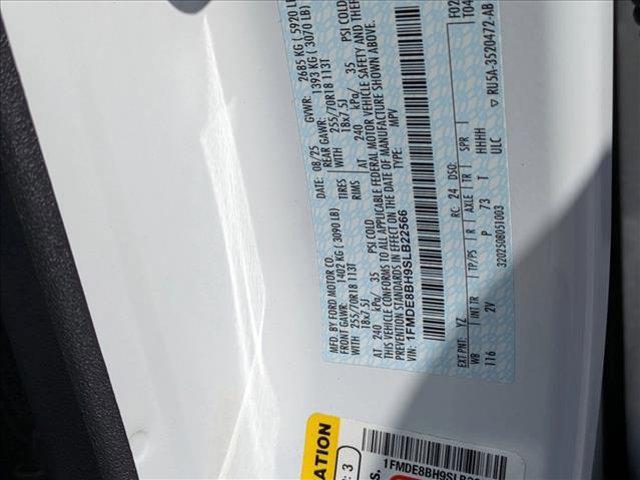 MFD. BY FORD MOTOR CO.
DATE: 08/25 GVWR: 2685 KG ( 5920 LB
FRONT GAWR: 1402 KG ( 3090 LB) REAR GAWR: 1393 KG ( 3070 LB)
WITH 255/70R18 113T TIRES WITH 255/70R18 113T
18x7.5J RIMS 18x7.5J
AT 240 kPa/ 35 PSI COLD AT 240 kPa/ 35 PSI COLD
THIS VEHICLE CONFORMS TO ALL APPLICABLE FEDERAL MOTOR VEHICLE SAFETY AND THEFT
PREVENTION STANDARDS IN EFFECT ON THE DATE OF MANUFACTURE SHOWN ABOVE.
VIN: 1FMDE8BH9SLB22566 TYPE: MPV
F02
T04
EXT PNT: YZ RC: 24 DSO:
WB INT TR TP/PS R AXLE TR SPR
116 2V P 73 T HHHH
ULC
3202508051003
RU5A-3520472-AB
ATION
: 3
S.
1FMDE8BH9SLB22